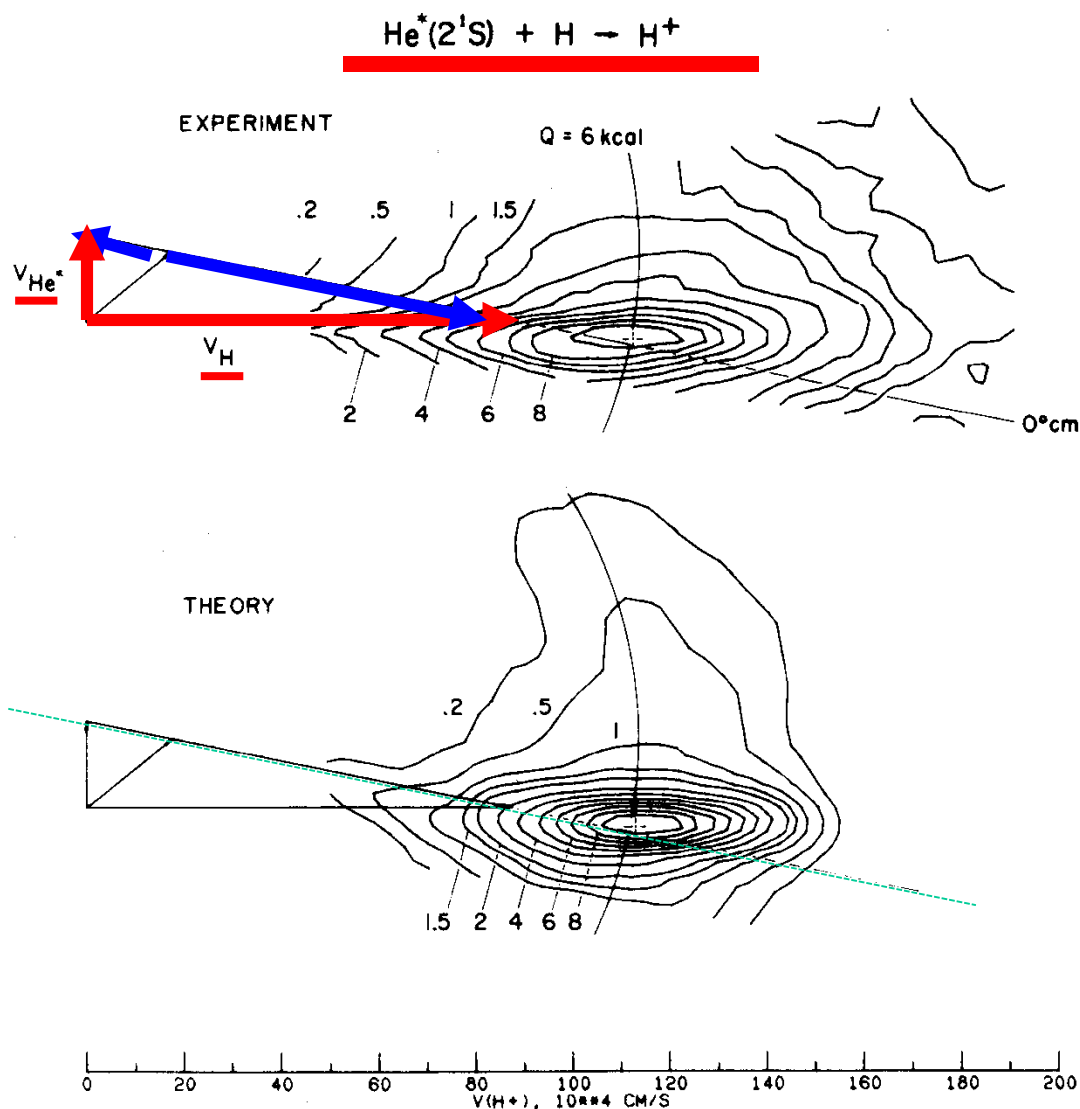 He*(2¹S) + H → H⁺
EXPERIMENT
Q = 6 kcal
.2 .5 1 1.5
V_He*
V_H
2 4 6 8
0°cm
THEORY
.2 .5 1
1.5 2 4 6 8
0 20 40 60 80 100 120 140 160 180 200
V(H+), 10**4 CM/S